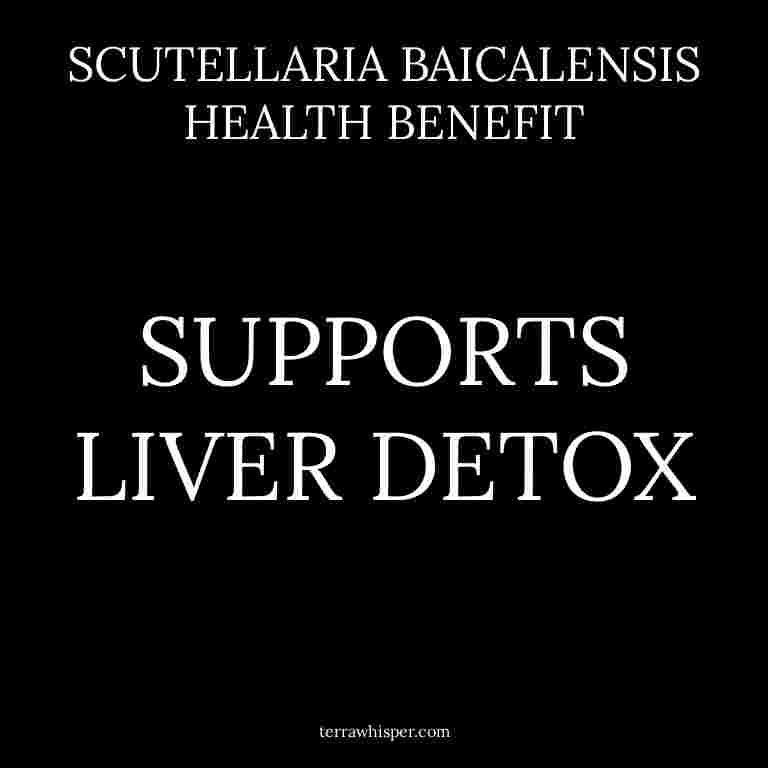 SCUTELLARIA BAICALENSIS
HEALTH BENEFIT
SUPPORTS
LIVER DETOX
terrawhisper.com